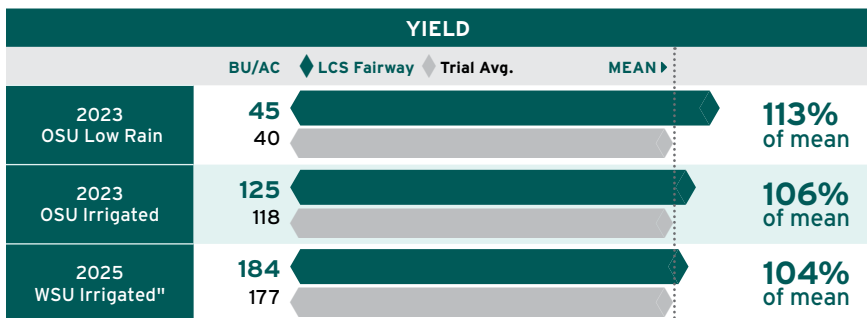 YIELD
BU/AC LCS Fairway Trial Avg. MEAN
2023
OSU Low Rain
45
40
113%
of mean
2023
OSU Irrigated
125
118
106%
of mean
2025
WSU Irrigated"
184
177
104%
of mean